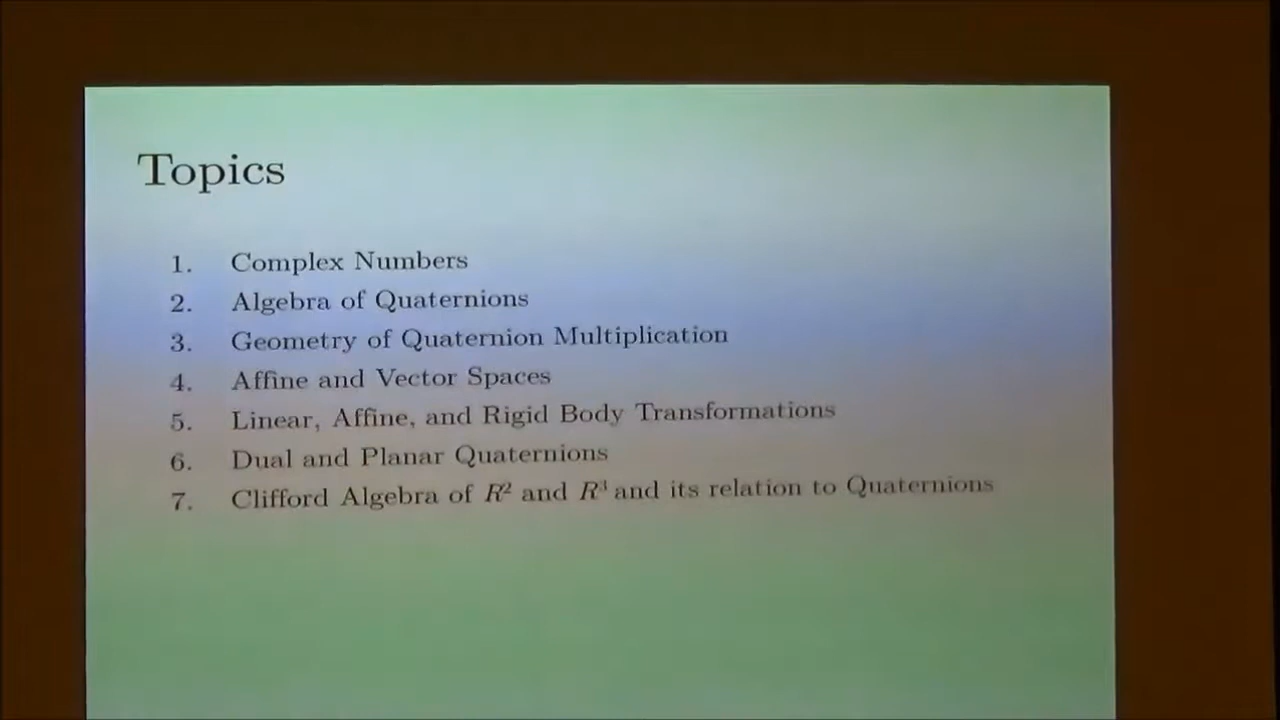 Topics
1. Complex Numbers
2. Algebra of Quaternions
3. Geometry of Quaternion Multiplication
4. Affine and Vector Spaces
5. Linear, Affine, and Rigid Body Transformations
6. Dual and Planar Quaternions
7. Clifford Algebra of R² and R³ and its relation to Quaternions